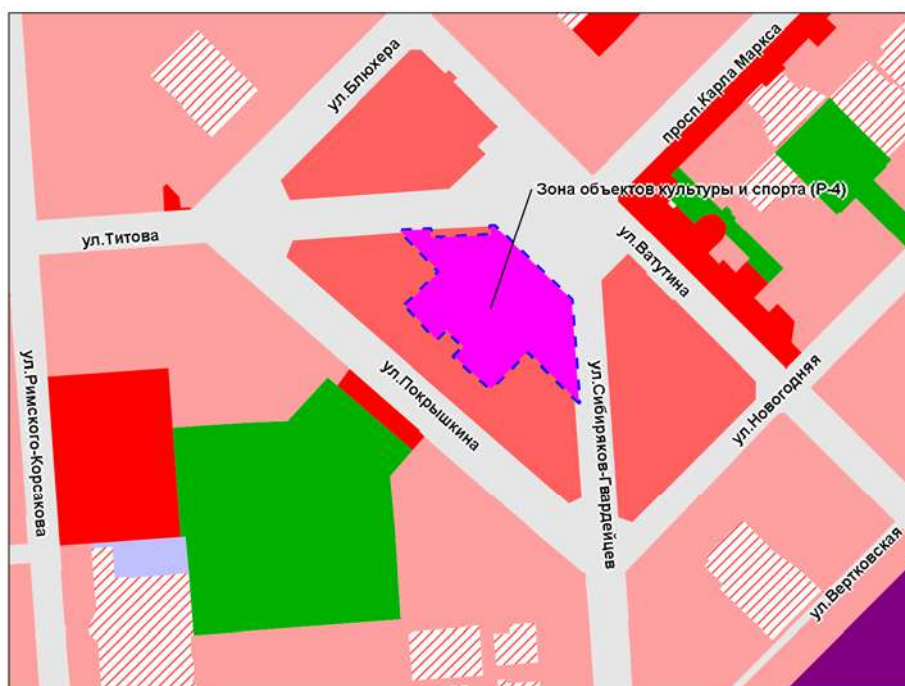 ул.Блюхера
просп.Карла Маркса
Зона объектов культуры и спорта (Р-4)
ул.Титова
ул.Ватутина
ул.Римского-Корсакова
ул.Покрышкина
ул.Сибиряков-Гвардейцев
ул.Новогодняя
ул.Вертковская